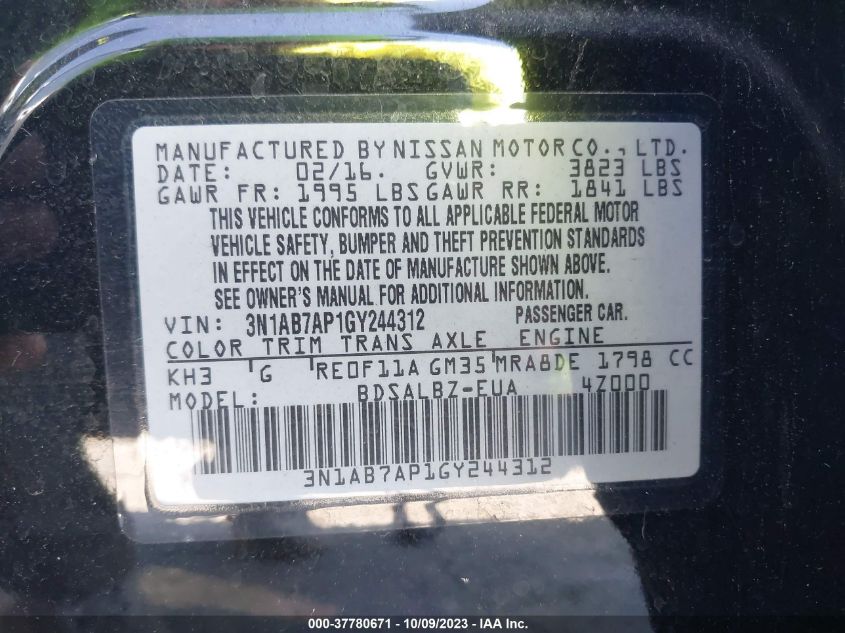 MANUFACTURED BY NISSAN MOTOR CO., LTD.
DATE: 02/16. GVWR: 3823 LBS
GAWR FR: 1995 LBS GAWR RR: 1841 LBS
THIS VEHICLE CONFORMS TO ALL APPLICABLE FEDERAL MOTOR
VEHICLE SAFETY, BUMPER AND THEFT PREVENTION STANDARDS
IN EFFECT ON THE DATE OF MANUFACTURE SHOWN ABOVE.
SEE OWNER'S MANUAL FOR ADDITIONAL INFORMATION.
VIN: 3N1AB7AP1GY244312 PASSENGER CAR.
COLOR TRIM TRANS AXLE ENGINE
KH3 G RE0F11A GM35 MRA8DE 1798 CC
MODEL: BDSALBZ-EUA 4Z000
3N1AB7AP1GY244312
000-37780671 - 10/09/2023 - IAA Inc.